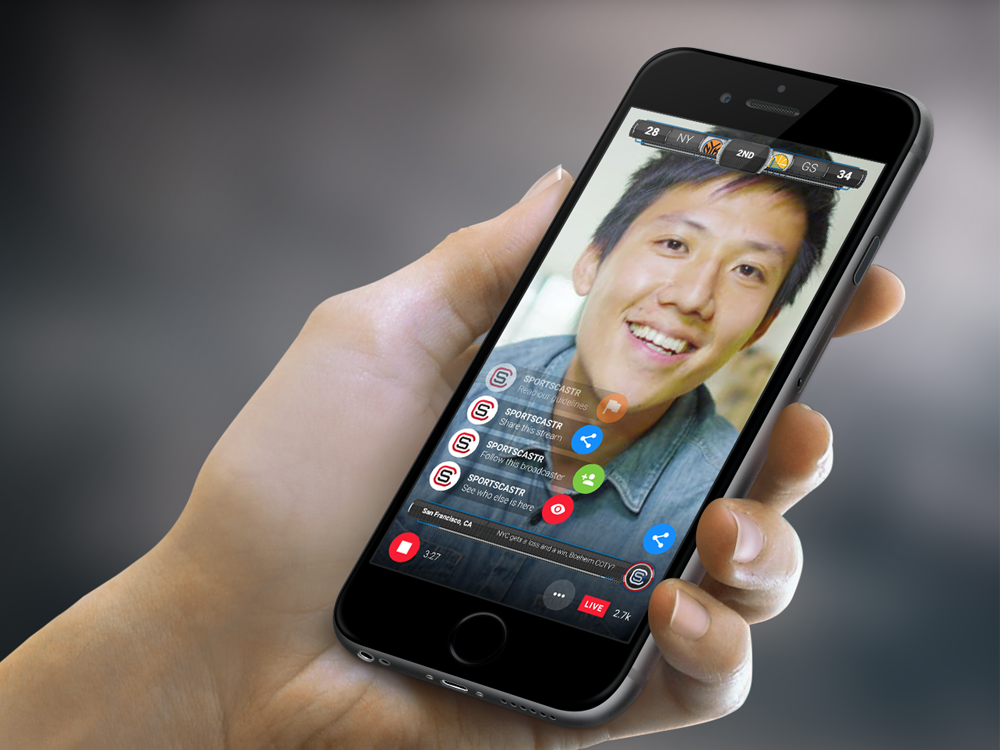 28 NY 2ND GS 34
SPORTSCASTR
Read our guidelines
SPORTSCASTR
Share this stream
SPORTSCASTR
Follow this broadcaster
SPORTSCASTR
See who else is here
San Francisco, CA
NYC gets a loss and a win, Boeheim CCTY?
3:27
LIVE 2.7k